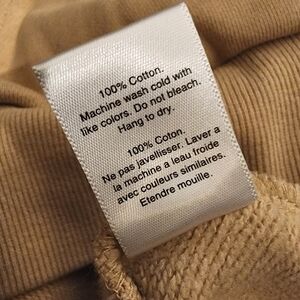 100% Cotton.
Machine wash cold with
like colors. Do not bleach.
Hang to dry.
100% Coton.
Ne pas javelliser. Laver a
la machine a leau froide
avec couleurs similaires.
Etendre mouille.